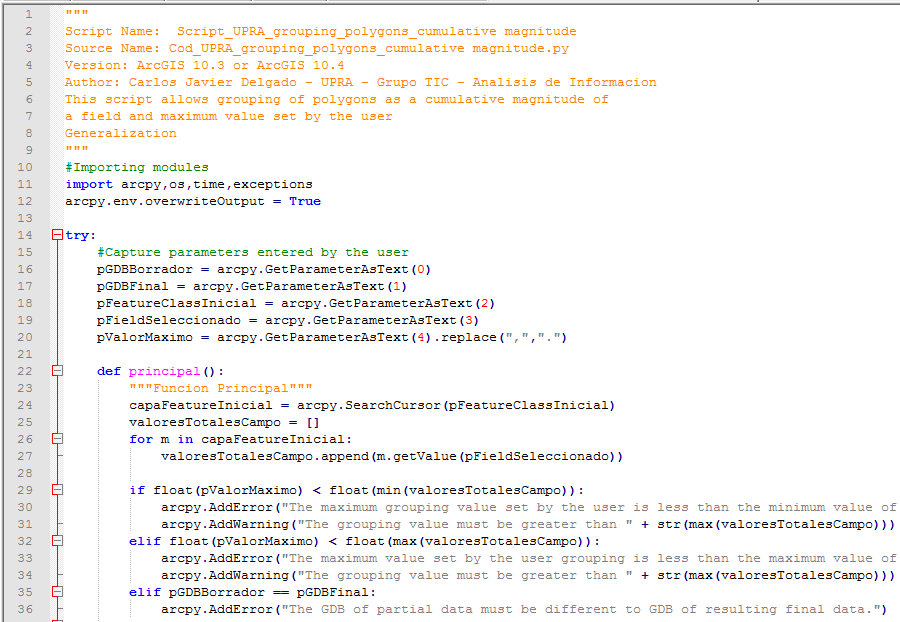 1 """
2 Script Name:  Script_UPRA_grouping_polygons_cumulative magnitude
3 Source Name: Cod_UPRA_grouping_polygons_cumulative magnitude.py
4 Version: ArcGIS 10.3 or ArcGIS 10.4
5 Author: Carlos Javier Delgado - UPRA - Grupo TIC - Analisis de Informacion
6 This script allows grouping of polygons as a cumulative magnitude of
7 a field and maximum value set by the user
8 Generalization
9 """
10 #Importing modules
11 import arcpy,os,time,exceptions
12 arcpy.env.overwriteOutput = True
13
14 try:
15     #Capture parameters entered by the user
16     pGDBBorrador = arcpy.GetParameterAsText(0)
17     pGDBFinal = arcpy.GetParameterAsText(1)
18     pFeatureClassInicial = arcpy.GetParameterAsText(2)
19     pFieldSeleccionado = arcpy.GetParameterAsText(3)
20     pValorMaximo = arcpy.GetParameterAsText(4).replace(",",".")
21
22     def principal():
23         """Funcion Principal"""
24         capaFeatureInicial = arcpy.SearchCursor(pFeatureClassInicial)
25         valoresTotalesCampo = []
26         for m in capaFeatureInicial:
27             valoresTotalesCampo.append(m.getValue(pFieldSeleccionado))
28
29         if float(pValorMaximo) < float(min(valoresTotalesCampo)):
30             arcpy.AddError("The maximum grouping value set by the user is less than the minimum value of
31             arcpy.AddWarning("The grouping value must be greater than " + str(max(valoresTotalesCampo)))
32         elif float(pValorMaximo) < float(max(valoresTotalesCampo)):
33             arcpy.AddError("The maximum value set by the user grouping is less than the maximum value of
34             arcpy.AddWarning("The grouping value must be greater than " + str(max(valoresTotalesCampo)))
35         elif pGDBBorrador == pGDBFinal:
36             arcpy.AddError("The GDB of partial data must be different to GDB of resulting final data.")